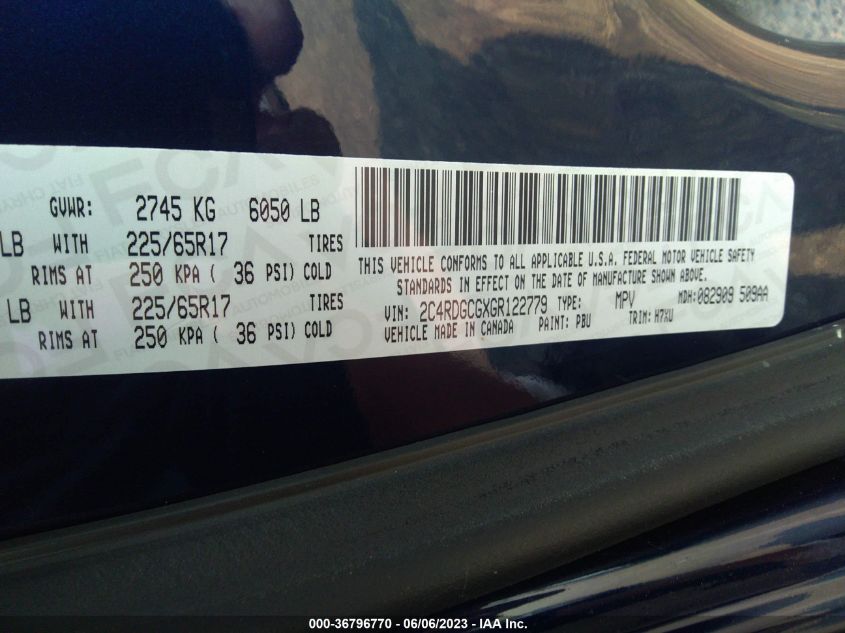 GVWR: 2745 KG 6050 LB
LB WITH 225/65R17 TIRES
RIMS AT 250 KPA ( 36 PSI) COLD
LB WITH 225/65R17 TIRES
RIMS AT 250 KPA ( 36 PSI) COLD
THIS VEHICLE CONFORMS TO ALL APPLICABLE U.S.A. FEDERAL MOTOR VEHICLE SAFETY
STANDARDS IN EFFECT ON THE DATE OF MANUFACTURE SHOWN ABOVE.
VIN: 2C4RDGCGXGR122779 TYPE: MPV MDH: 082909 509AA
VEHICLE MADE IN CANADA PAINT: PBU TRIM: H7XU
000-36796770 - 06/06/2023 - IAA Inc.